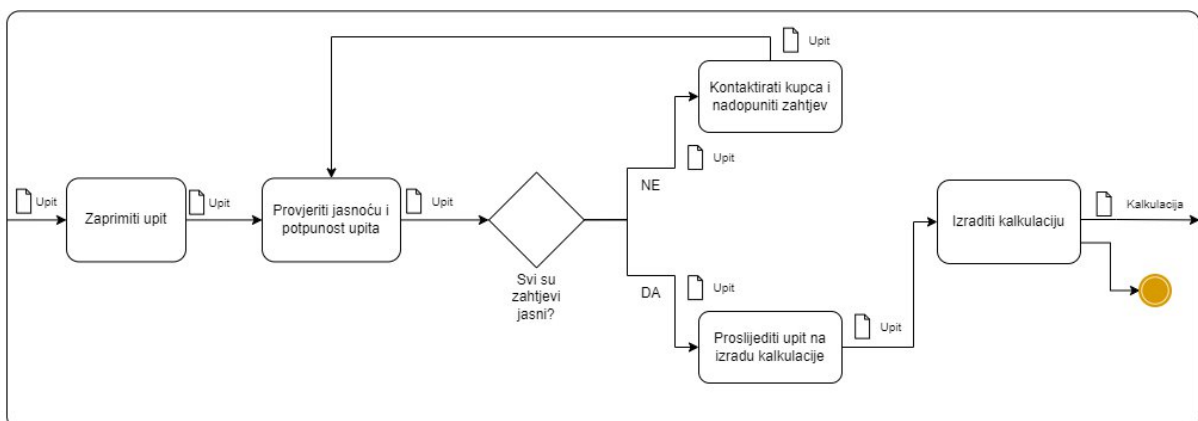 Upit
Kontaktirati kupca i
nadopuniti zahtjev
Upit
NE
Upit
Zaprimiti upit
Upit
Provjeriti jasnoću i
potpunost upita
Upit
Svi su
zahtjevi
jasni?
DA
Upit
Proslijediti upit na
izradu kalkulacije
Upit
Izraditi kalkulaciju
Kalkulacija